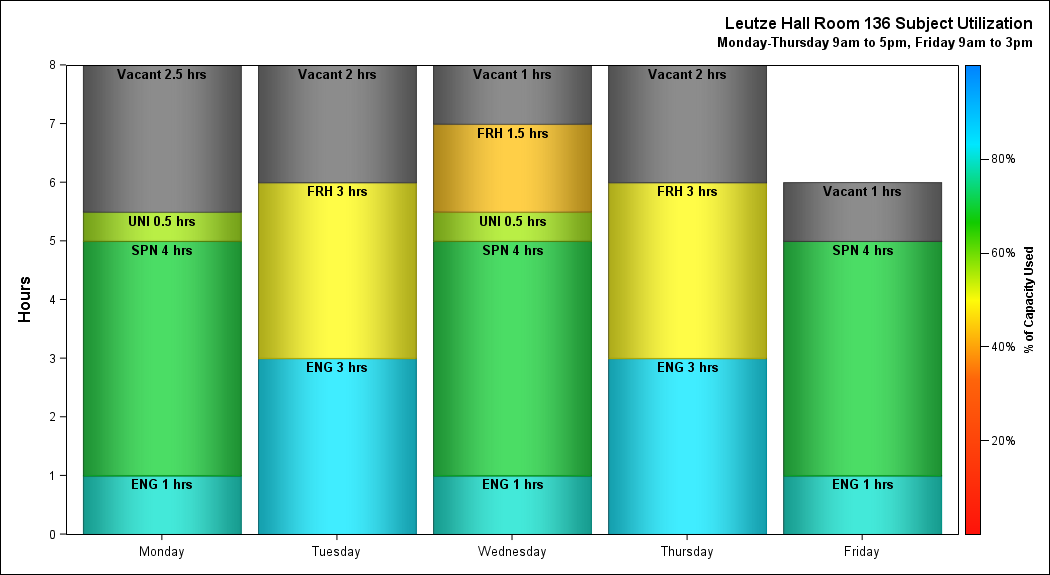 Leutze Hall Room 136 Subject Utilization
Monday-Thursday 9am to 5pm, Friday 9am to 3pm
Hours
8
7
6
5
4
3
2
1
0
Vacant 2.5 hrs
UNI 0.5 hrs
SPN 4 hrs
ENG 1 hrs
Monday
Vacant 2 hrs
FRH 3 hrs
ENG 3 hrs
Tuesday
Vacant 1 hrs
FRH 1.5 hrs
UNI 0.5 hrs
SPN 4 hrs
ENG 1 hrs
Wednesday
Vacant 2 hrs
FRH 3 hrs
ENG 3 hrs
Thursday
Vacant 1 hrs
SPN 4 hrs
ENG 1 hrs
Friday
80%
60%
40%
20%
% of Capacity Used